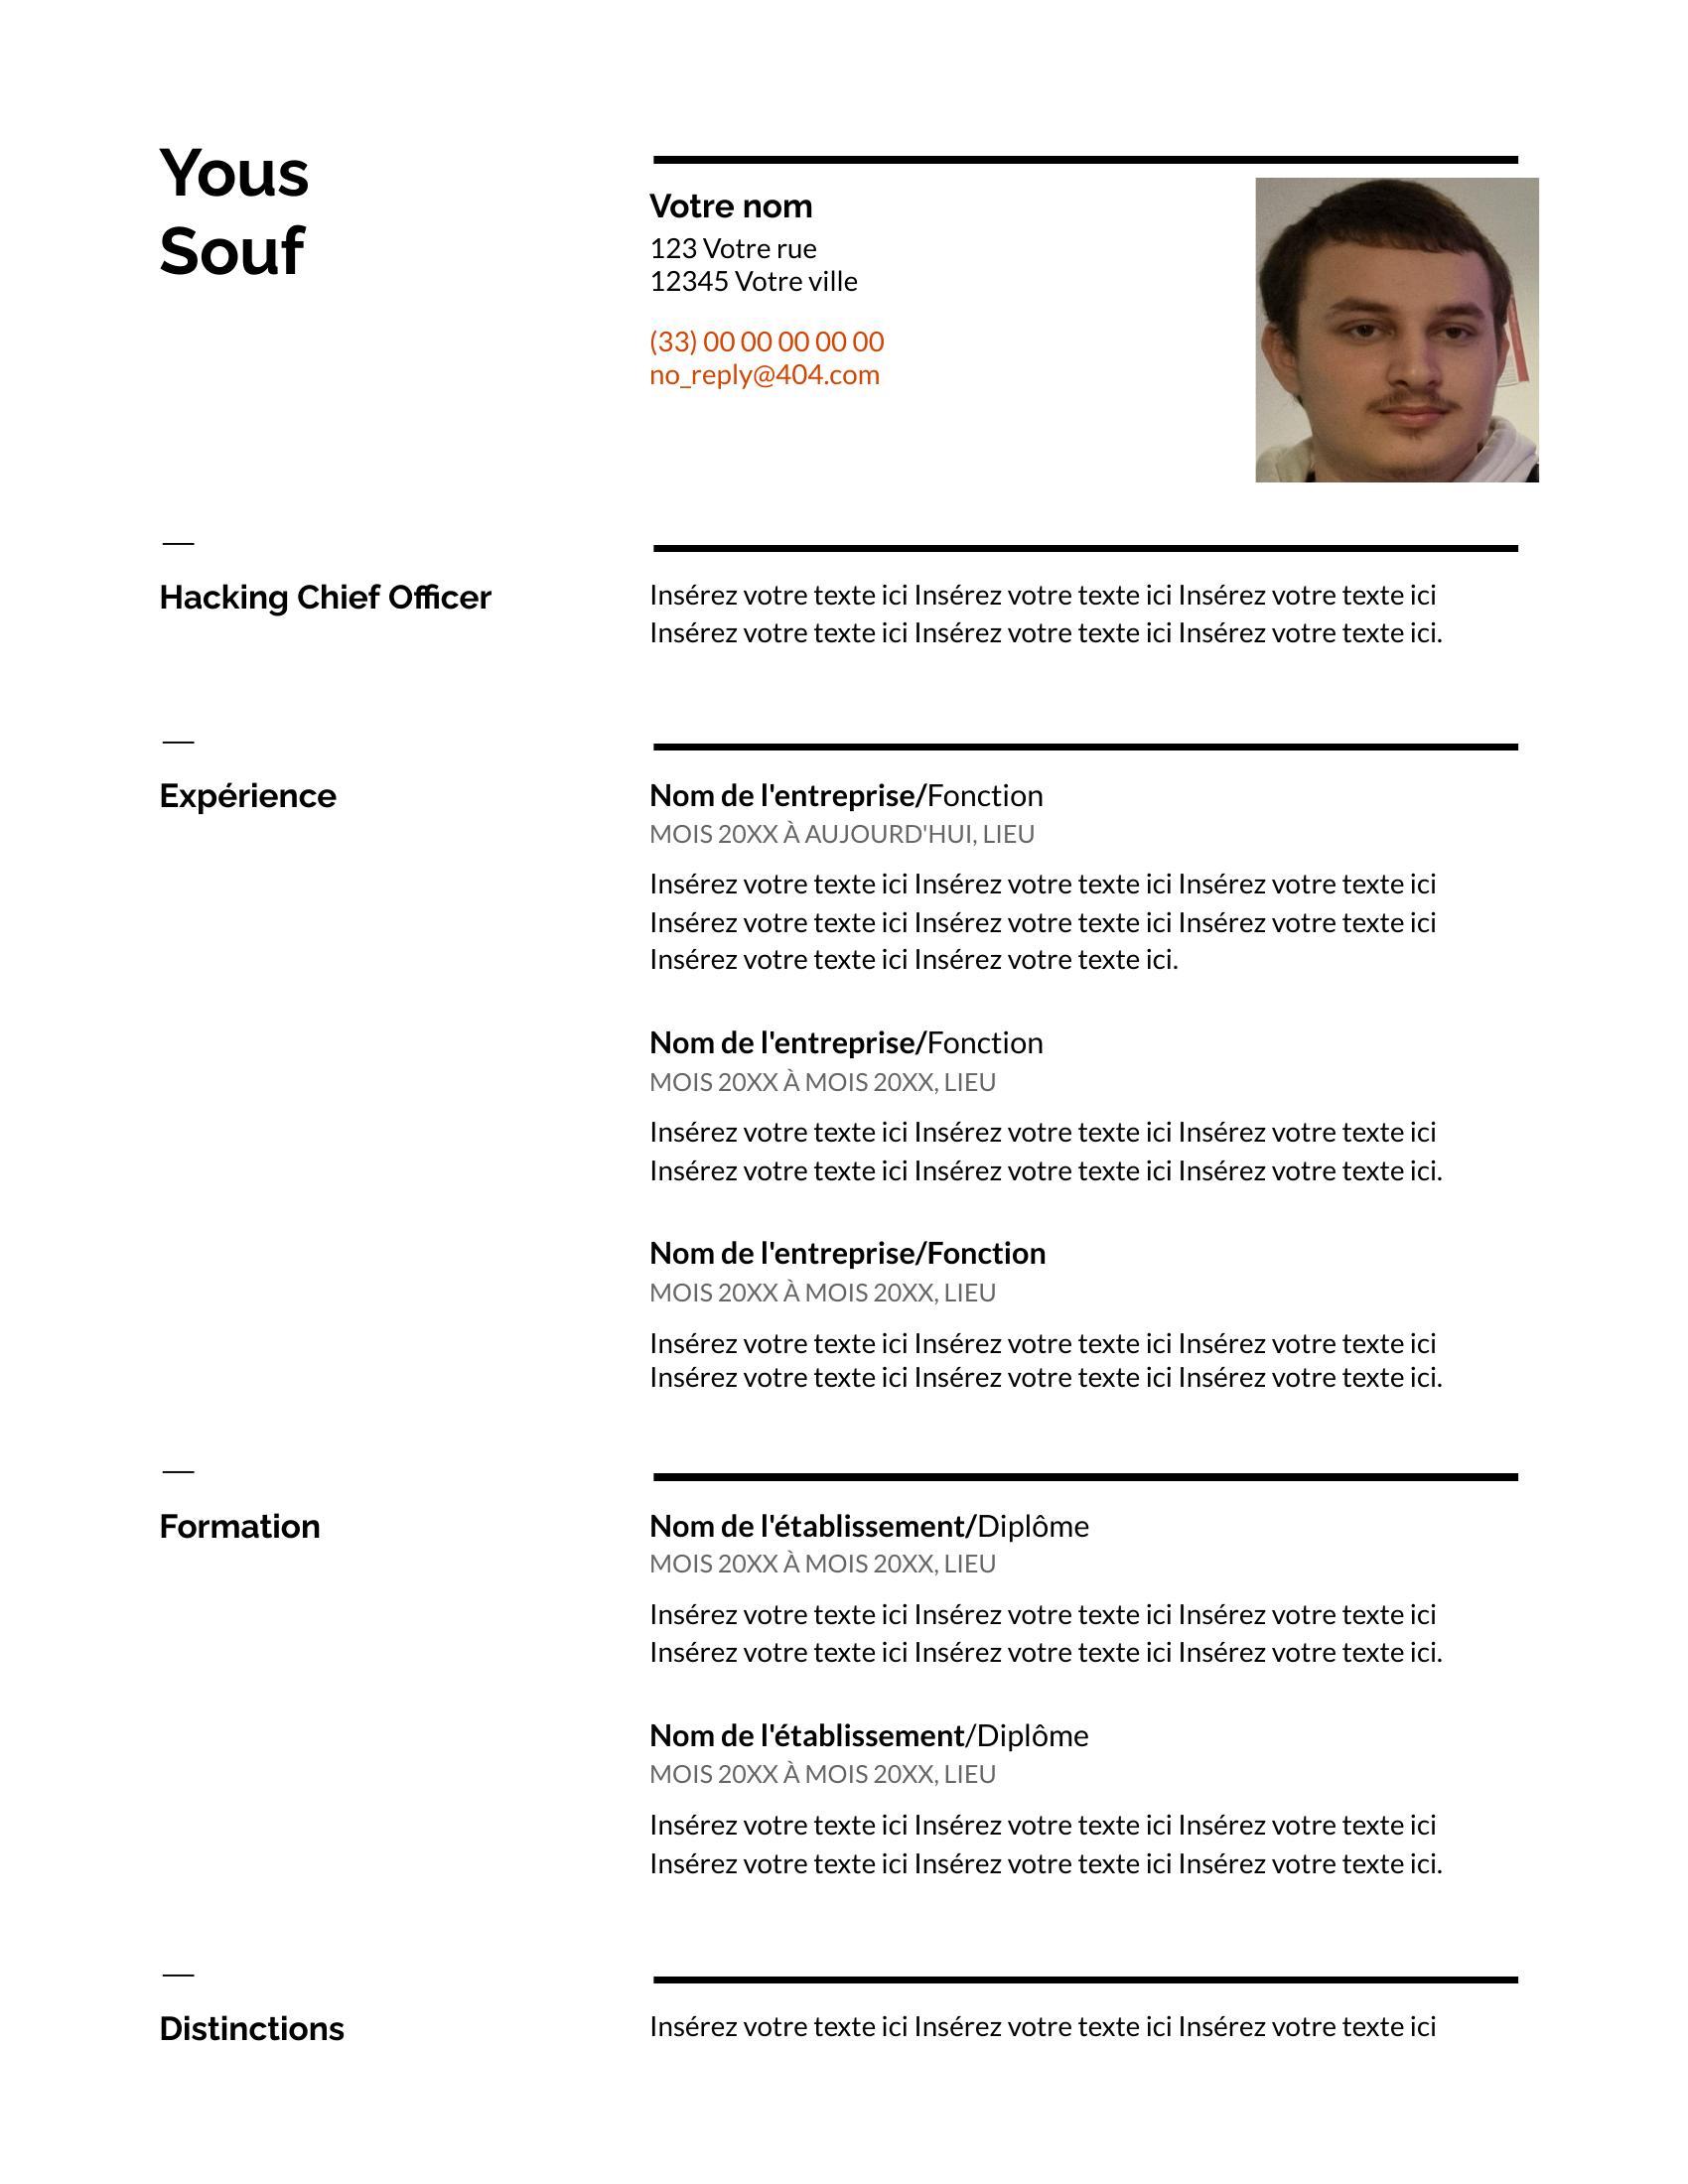 Yous
Souf
Votre nom
123 Votre rue
12345 Votre ville
(33) 00 00 00 00 00
no_reply@404.com
Hacking Chief Officer
Insérez votre texte ici Insérez votre texte ici Insérez votre texte ici
Insérez votre texte ici Insérez votre texte ici Insérez votre texte ici.
Expérience
Nom de l'entreprise/Fonction
MOIS 20XX À AUJOURD'HUI, LIEU
Insérez votre texte ici Insérez votre texte ici Insérez votre texte ici
Insérez votre texte ici Insérez votre texte ici Insérez votre texte ici
Insérez votre texte ici Insérez votre texte ici.
Nom de l'entreprise/Fonction
MOIS 20XX À MOIS 20XX, LIEU
Insérez votre texte ici Insérez votre texte ici Insérez votre texte ici
Insérez votre texte ici Insérez votre texte ici Insérez votre texte ici.
Nom de l'entreprise/Fonction
MOIS 20XX À MOIS 20XX, LIEU
Insérez votre texte ici Insérez votre texte ici Insérez votre texte ici
Insérez votre texte ici Insérez votre texte ici Insérez votre texte ici.
Formation
Nom de l'établissement/Diplôme
MOIS 20XX À MOIS 20XX, LIEU
Insérez votre texte ici Insérez votre texte ici Insérez votre texte ici
Insérez votre texte ici Insérez votre texte ici Insérez votre texte ici.
Nom de l'établissement/Diplôme
MOIS 20XX À MOIS 20XX, LIEU
Insérez votre texte ici Insérez votre texte ici Insérez votre texte ici
Insérez votre texte ici Insérez votre texte ici Insérez votre texte ici.
Distinctions
Insérez votre texte ici Insérez votre texte ici Insérez votre texte ici